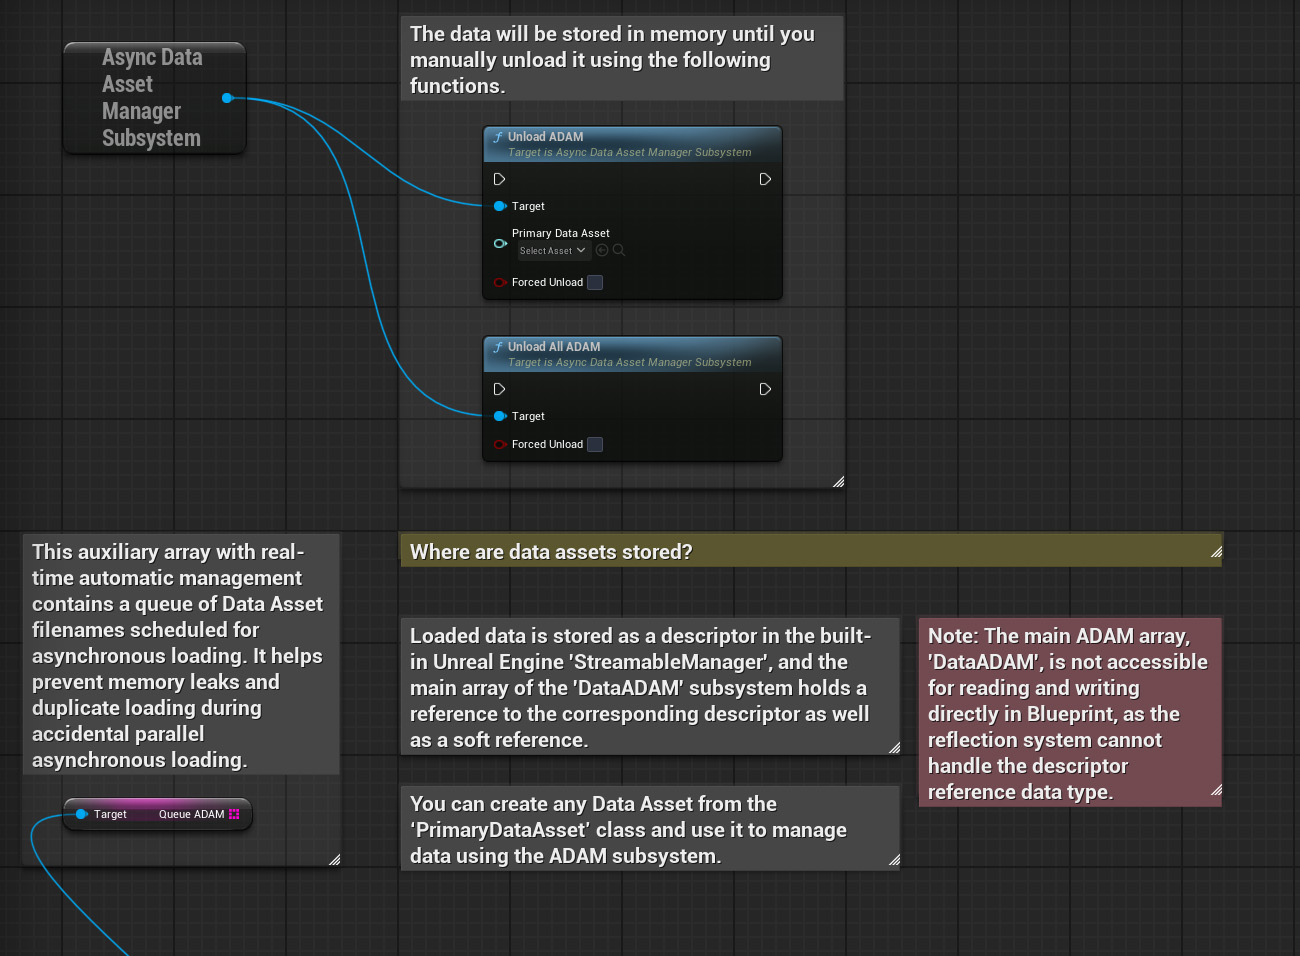 Async Data
Asset
Manager
Subsystem
The data will be stored in memory until you
manually unload it using the following
functions.
f Unload ADAM
Target is Async Data Asset Manager Subsystem
Target
Primary Data Asset
Select Asset
Forced Unload
f Unload All ADAM
Target is Async Data Asset Manager Subsystem
Target
Forced Unload
This auxiliary array with real-
time automatic management
contains a queue of Data Asset
filenames scheduled for
asynchronous loading. It helps
prevent memory leaks and
duplicate loading during
accidental parallel
asynchronous loading.
Target Queue ADAM
Where are data assets stored?
Loaded data is stored as a descriptor in the built-
in Unreal Engine 'StreamableManager', and the
main array of the 'DataADAM' subsystem holds a
reference to the corresponding descriptor as well
as a soft reference.
You can create any Data Asset from the
‘PrimaryDataAsset’ class and use it to manage
data using the ADAM subsystem.
Note: The main ADAM array,
'DataADAM', is not accessible
for reading and writing
directly in Blueprint, as the
reflection system cannot
handle the descriptor
reference data type.